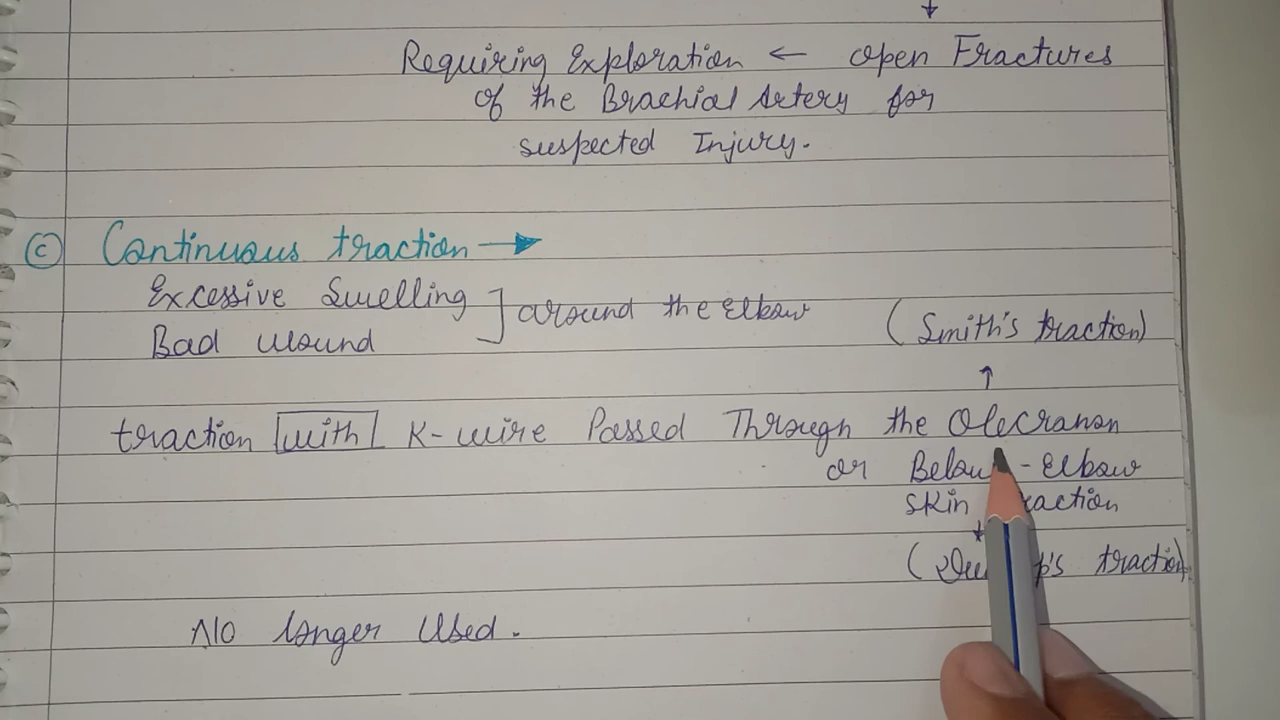 Requiring Exploration ← open Fractures
of the Brachial Artery for
suspected Injury.
(c) Continuous traction →
Excessive Swelling
Bad wound
] around the Elbow
(Smith's traction)
↑
traction with K-wire Passed Through the Olecranon
or Below-Elbow
skin
(
traction)
No longer Used.